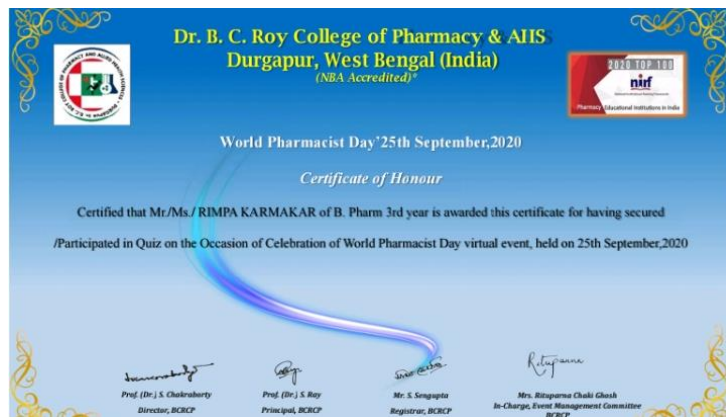 Dr. B. C. Roy College of Pharmacy & AHS
Durgapur, West Bengal (India)
(NBA Accredited)*
2020 TOP 100
nirf
Pharmacy Educational Institutions in India
World Pharmacist Day'25th September,2020
Certificate of Honour
Certified that Mr./Ms./ RIMPA KARMAKAR of B. Pharm 3rd year is awarded this certificate for having secured
/Participated in Quiz on the Occasion of Celebration of World Pharmacist Day virtual event, held on 25th September,2020
Rituparna
Prof. (Dr.) S. Chakraborty
Director, BCRCP
Prof. (Dr.) S. Ray
Principal, BCRCP
Mr. S. Sengupta
Registrar, BCRCP
Mrs. Rituparna Chaki Ghosh
In-Charge, Event Management Committee
BCRCP